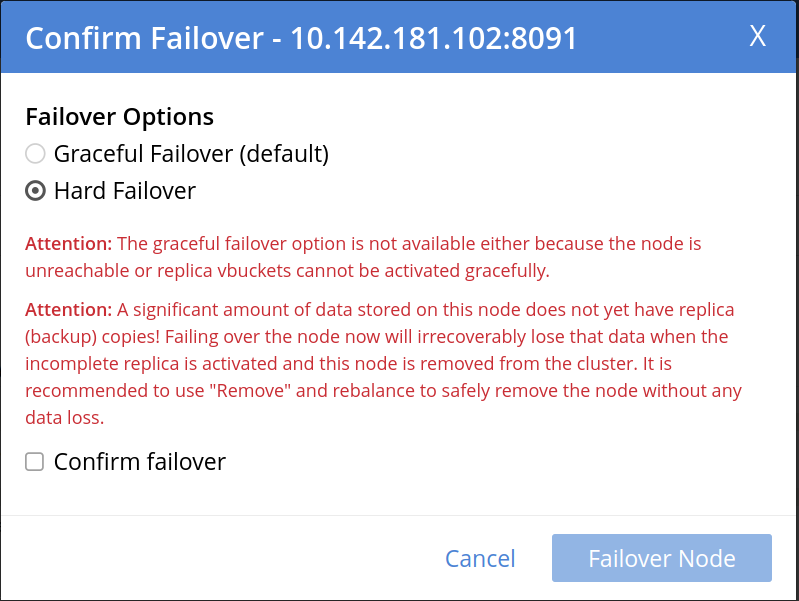 Confirm Failover - 10.142.181.102:8091
X
Failover Options
Graceful Failover (default)
Hard Failover
Attention: The graceful failover option is not available either because the node is
unreachable or replica vbuckets cannot be activated gracefully.
Attention: A significant amount of data stored on this node does not yet have replica
(backup) copies! Failing over the node now will irrecoverably lose that data when the
incomplete replica is activated and this node is removed from the cluster. It is
recommended to use "Remove" and rebalance to safely remove the node without any
data loss.
Confirm failover
Cancel
Failover Node